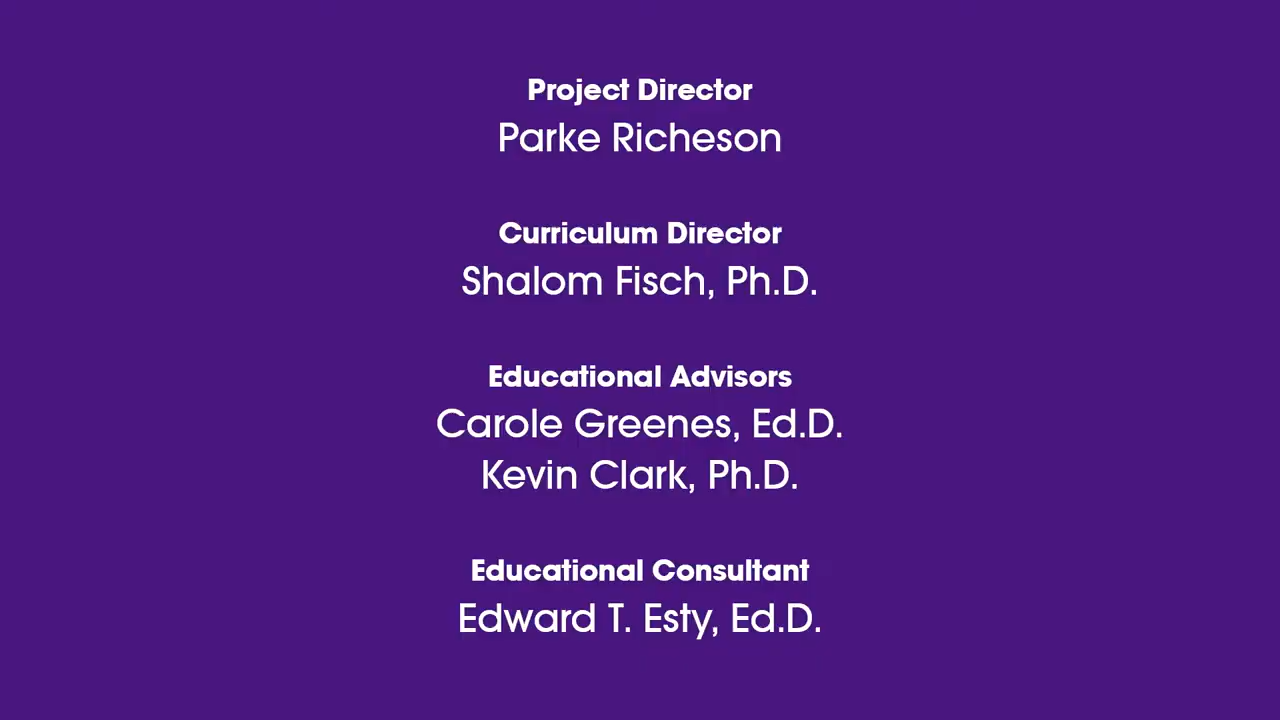 Project Director
Parke Richeson
Curriculum Director
Shalom Fisch, Ph.D.
Educational Advisors
Carole Greenes, Ed.D.
Kevin Clark, Ph.D.
Educational Consultant
Edward T. Esty, Ed.D.